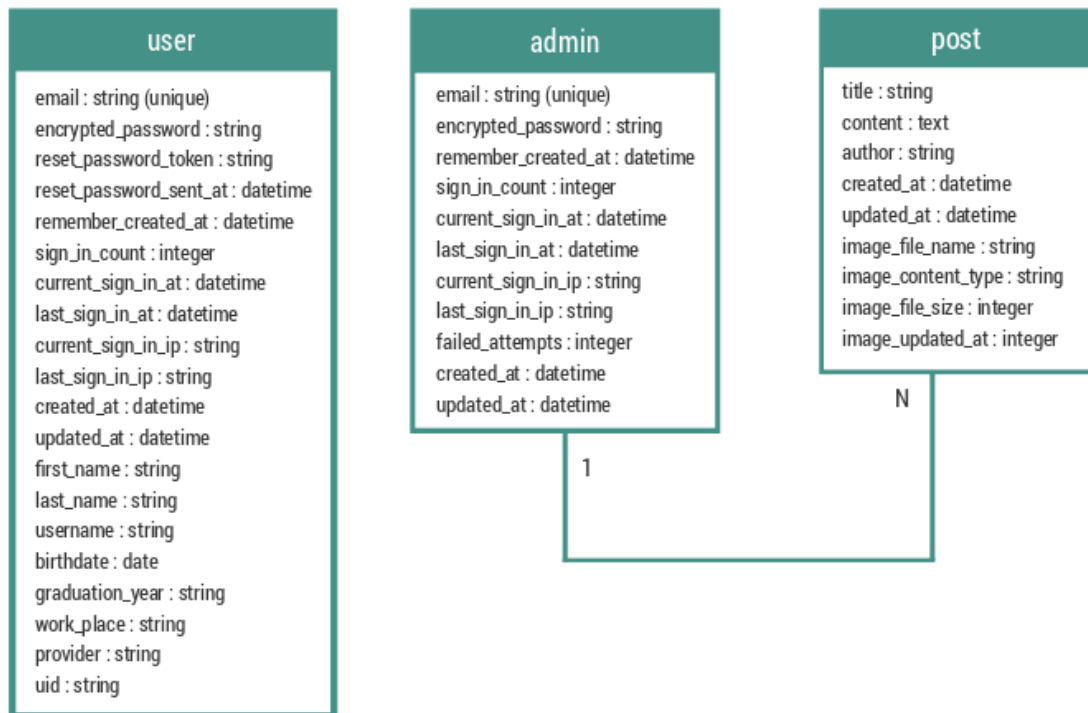 user
email : string (unique)
encrypted_password : string
reset_password_token : string
reset_password_sent_at : datetime
remember_created_at : datetime
sign_in_count : integer
current_sign_in_at : datetime
last_sign_in_at : datetime
current_sign_in_ip : string
last_sign_in_ip : string
created_at : datetime
updated_at : datetime
first_name : string
last_name : string
username : string
birthdate : date
graduation_year : string
work_place : string
provider : string
uid : string
admin
email : string (unique)
encrypted_password : string
remember_created_at : datetime
sign_in_count : integer
current_sign_in_at : datetime
last_sign_in_at : datetime
current_sign_in_ip : string
last_sign_in_ip : string
failed_attempts : integer
created_at : datetime
updated_at : datetime
1
post
title : string
content : text
author : string
created_at : datetime
updated_at : datetime
image_file_name : string
image_content_type : string
image_file_size : integer
image_updated_at : integer
N